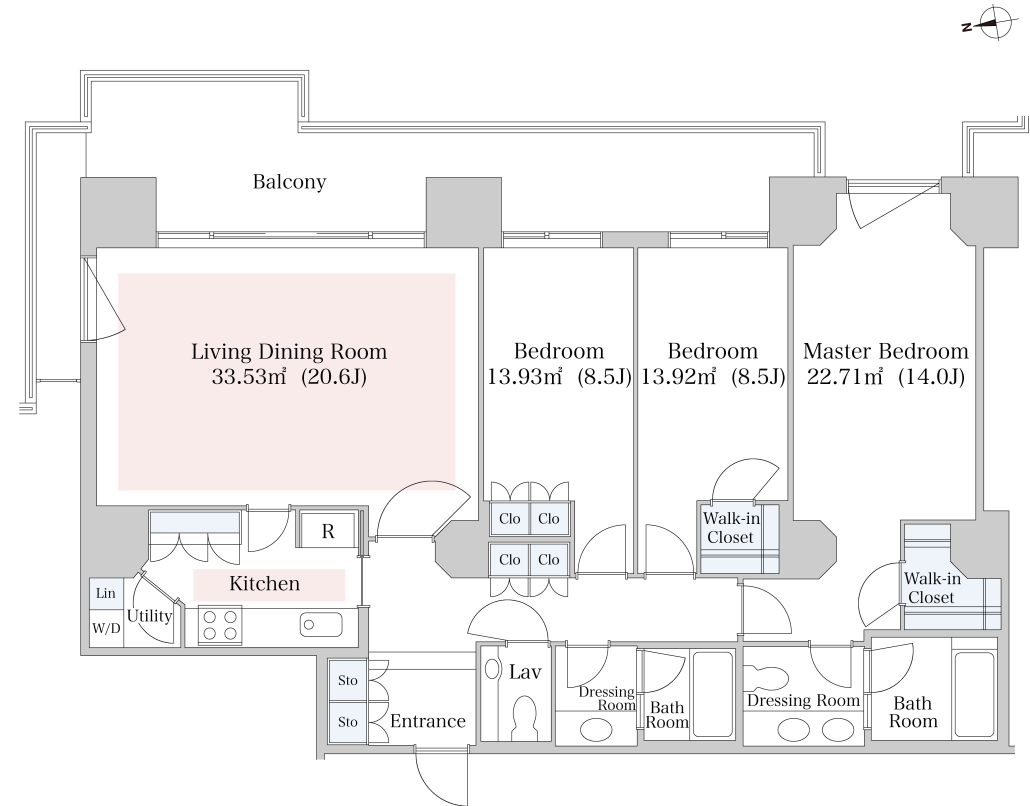 N
Balcony
Living Dining Room
33.53㎡ (20.6J)
Bedroom
13.93㎡ (8.5J)
Bedroom
13.92㎡ (8.5J)
Master Bedroom
22.71㎡ (14.0J)
Clo
Clo
Clo
Clo
Walk-in
Closet
R
Kitchen
Lin
W/D
Utility
Walk-in
Closet
Sto
Sto
Entrance
Lav
Dressing
Room
Bath
Room
Dressing Room
Bath
Room